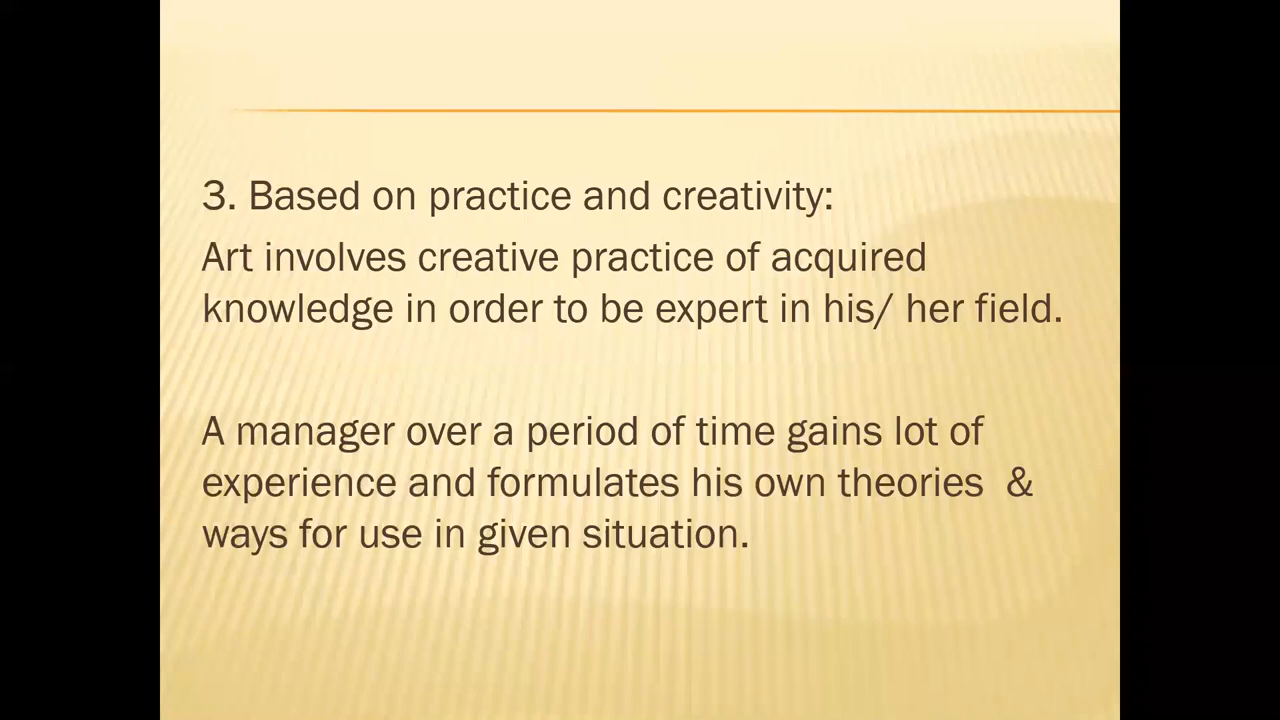 3. Based on practice and creativity:
Art involves creative practice of acquired
knowledge in order to be expert in his/ her field.
A manager over a period of time gains lot of
experience and formulates his own theories  &
ways for use in given situation.